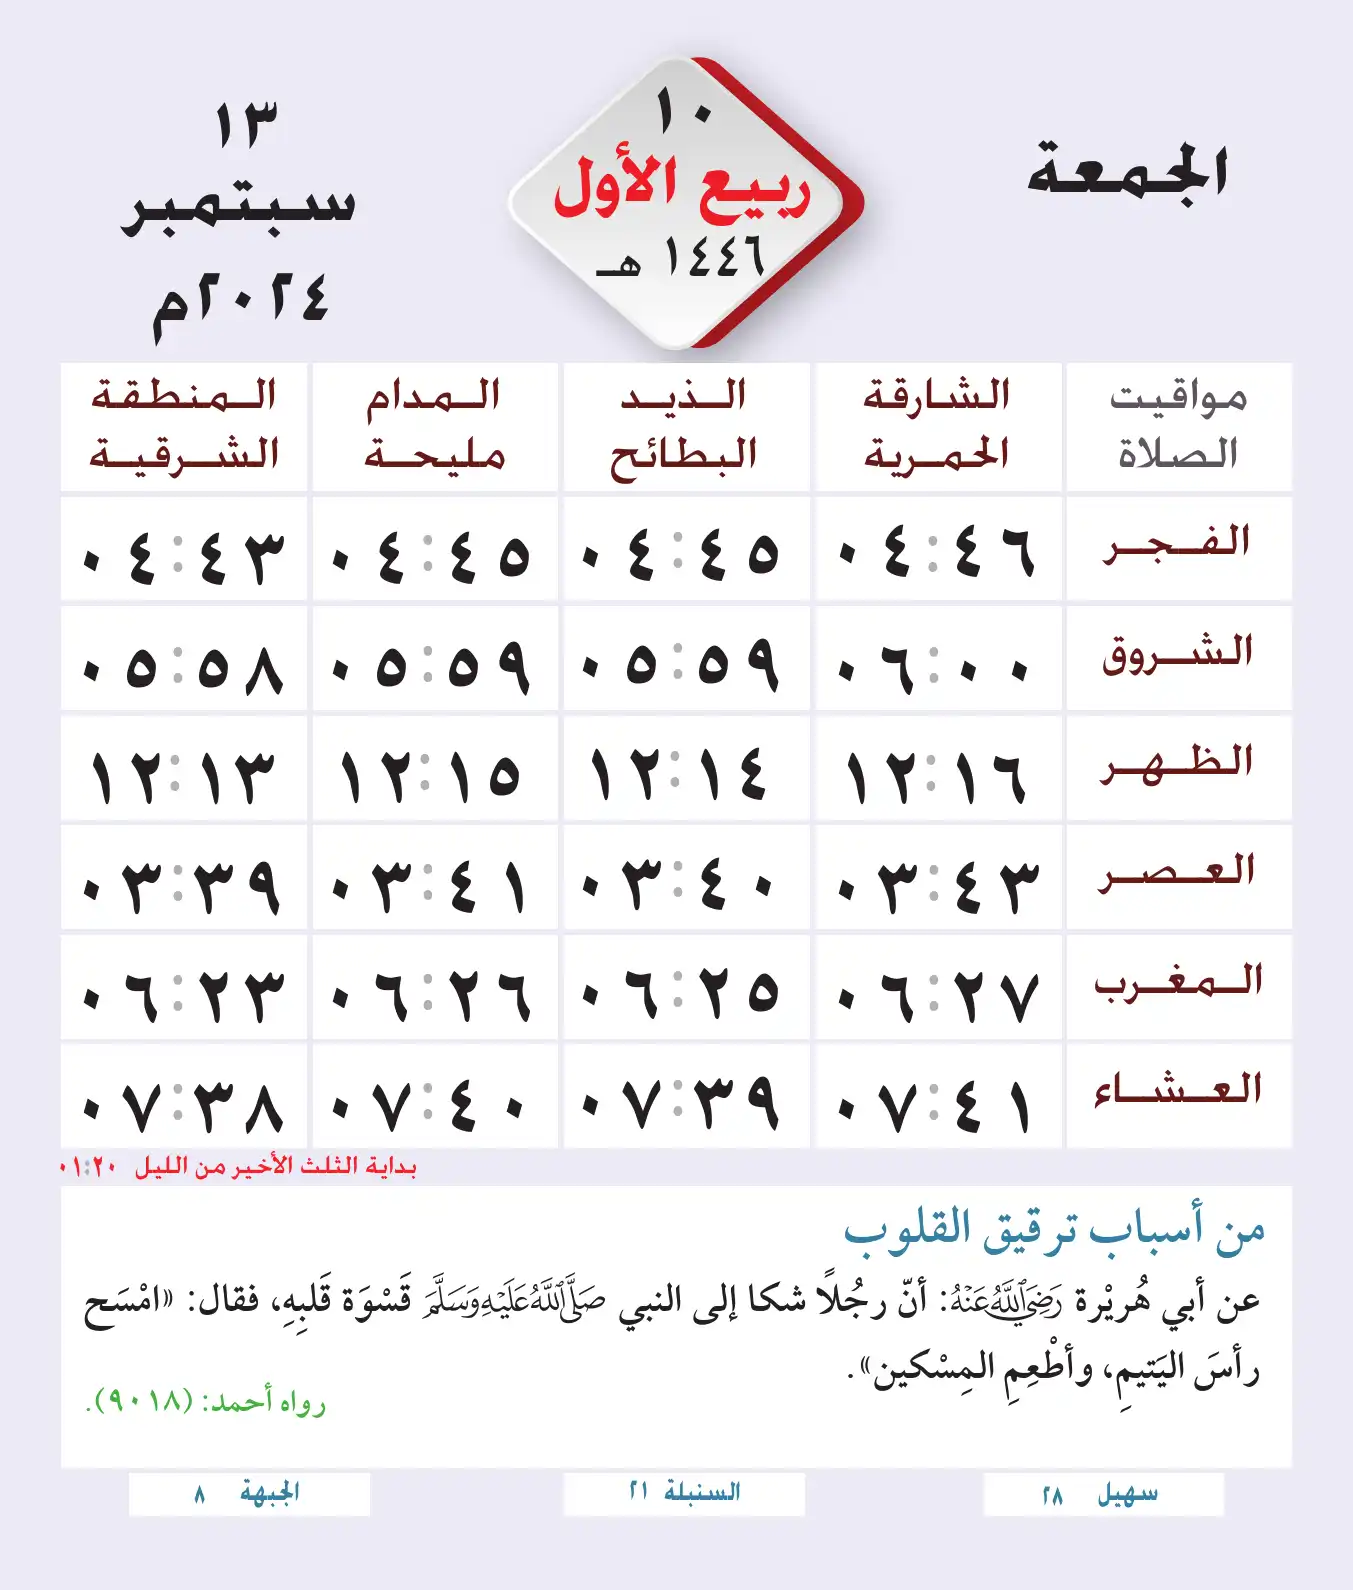 الجمعة
١٠
ربيع الأول
١٤٤٦ هـ
١٣
سبتمبر
٢٠٢٤م
مواقيت الصلاة
الشارقة الحمرية
الذيد البطائح
المدام مليحة
المنطقة الشرقية
الفجر ٠٤:٤٦ ٠٤:٤٥ ٠٤:٤٥ ٠٤:٤٣
الشروق ٠٦:٠٠ ٠٥:٥٩ ٠٥:٥٩ ٠٥:٥٨
الظهر ١٢:١٦ ١٢:١٤ ١٢:١٥ ١٢:١٣
العصر ٠٣:٤٣ ٠٣:٤٠ ٠٣:٤١ ٠٣:٣٩
المغرب ٠٦:٢٧ ٠٦:٢٥ ٠٦:٢٦ ٠٦:٢٣
العشاء ٠٧:٤١ ٠٧:٣٩ ٠٧:٤٠ ٠٧:٣٨
بداية الثلث الأخير من الليل ٠١:٢٠
من أسباب ترقيق القلوب
عن أبي هُريْرة رَضِيَ اللَّهُ عَنْهُ: أنّ رجُلاً شكا إلى النبي صَلَّى اللَّهُ عَلَيْهِ وَسَلَّمَ قَسْوَة قَلبِهِ، فقال: «امْسَح
رأسَ اليَتيمِ، وأطْعِمِ المِسْكين».
رواه أحمد: (٩٠١٨).
سهيل ٢٨
السنبلة ٢١
الجبهة ٨